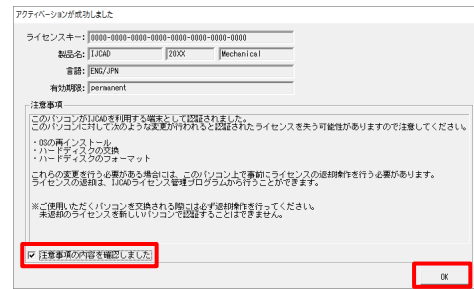 アクティベーションが成功しました
ライセンスキー: 0000-0000-0000-0000-0000-0000-0000
製品名: IJCAD 20XX Mechanical
言語: ENG/JPN
有効期限: permanent
注意事項
このパソコンがIJCADを利用する端末として認証されました。
このパソコンに対して次のような変更が行われると認証されたライセンスを失う可能性がありますので注意してください。
・OSの再インストール
・ハードディスクの交換
・ハードディスクのフォーマット
これらの変更を行う必要がある場合には、このパソコン上で事前にライセンスの返却操作を行う必要があります。
ライセンスの返却は、IJCADライセンス管理プログラムから行うことができます。
※ご使用いただくパソコンを交換される際には必ず返却操作を行ってください。
未返却のライセンスを新しいパソコンで認証することはできません。
注意事項の内容を確認しました
OK